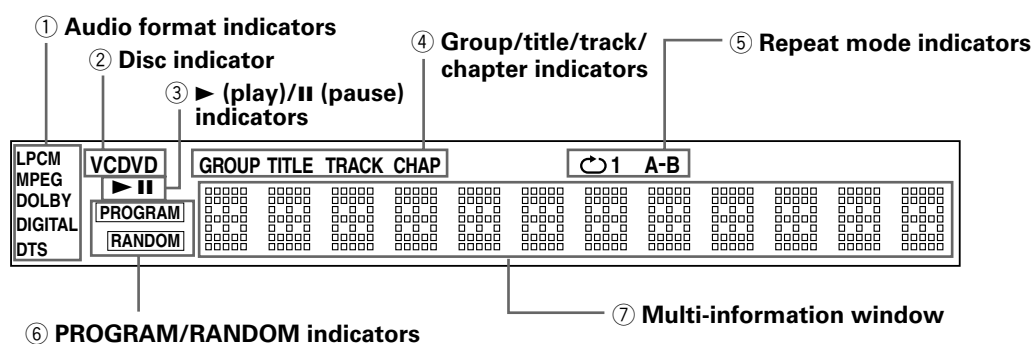 ① Audio format indicators
② Disc indicator
③ ► (play)/II (pause)
indicators
④ Group/title/track/
chapter indicators
⑤ Repeat mode indicators
LPCM
MPEG
DOLBY
DIGITAL
DTS
VCDVD
► II
PROGRAM
RANDOM
GROUP TITLE TRACK CHAP
1 A-B
⑥ PROGRAM/RANDOM indicators
⑦ Multi-information window